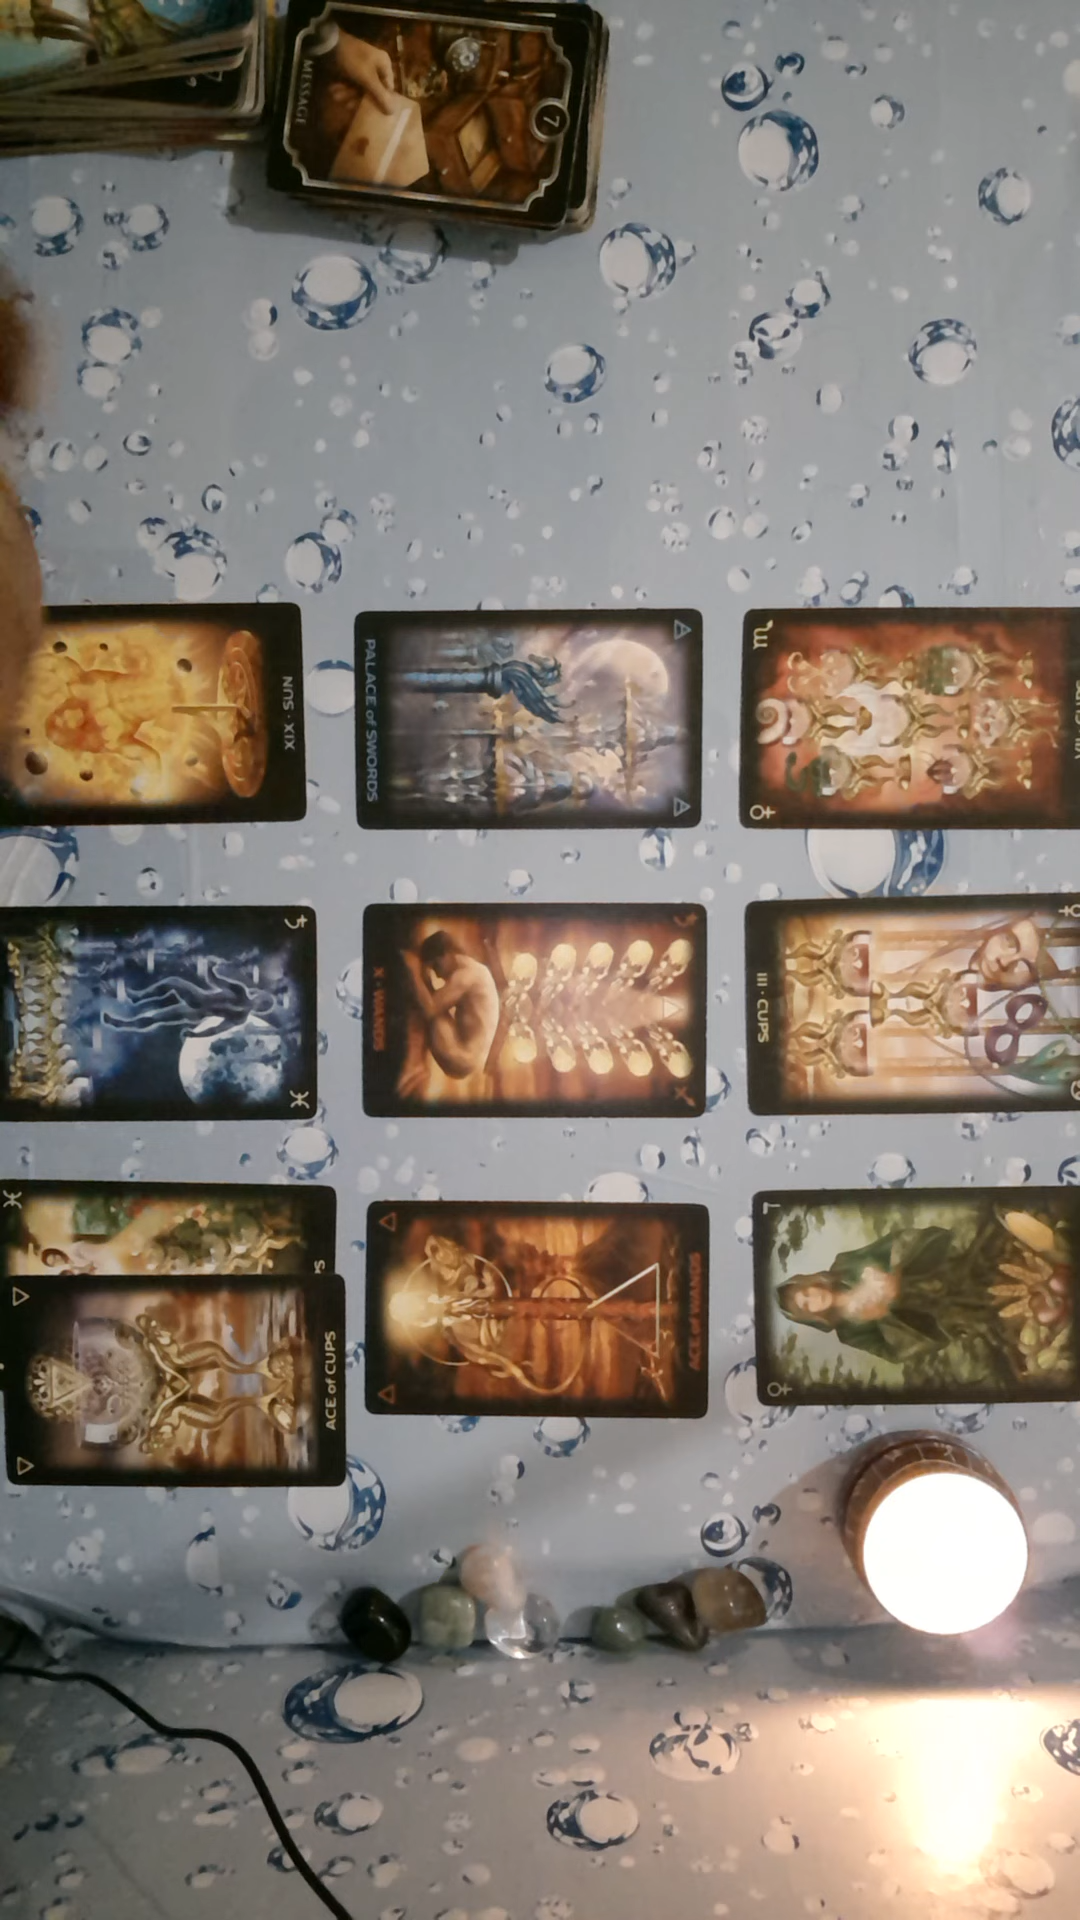 MESSAGE
7
SUN · XIX
PALACE of SWORDS
X · WANDS
III · CUPS
ACE of CUPS
ACE of WANDS